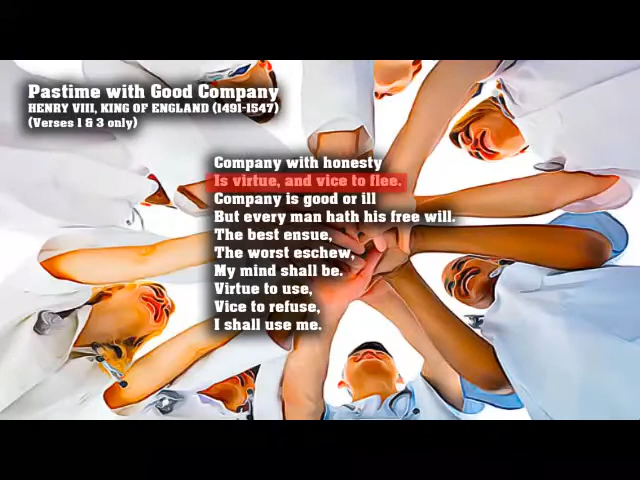 Pastime with Good Company
HENRY VIII, KING OF ENGLAND (1491-1547)
(Verses 1 & 3 only)
Company with honesty
Is virtue, and vice to flee.
Company is good or ill
But every man hath his free will.
The best ensue,
The worst eschew,
My mind shall be.
Virtue to use,
Vice to refuse,
I shall use me.